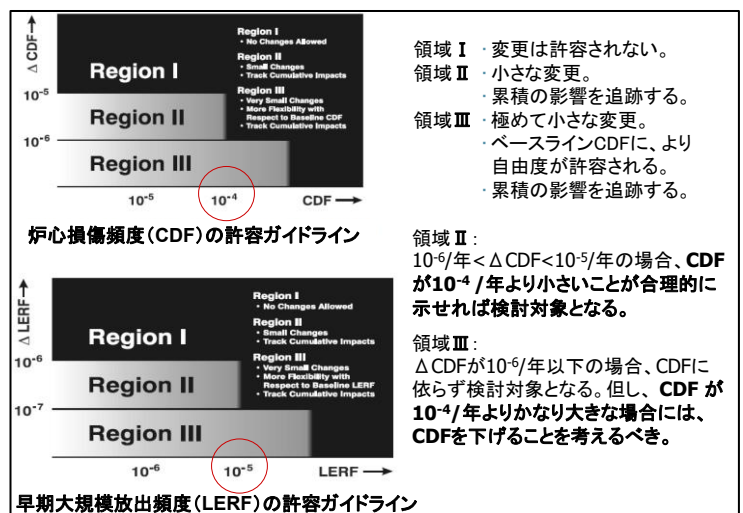 ΔCDF→
10⁻⁵
10⁻⁶
Region I
Region II
Region III
Region I
• No Changes Allowed
Region II
• Small Changes
• Track Cumulative Impacts
Region III
• Very Small Changes
• More Flexibility with
Respect to Baseline CDF
• Track Cumulative Impacts
10⁻⁵ 10⁻⁴ CDF→
炉心損傷頻度(CDF)の許容ガイドライン
ΔLERF→
10⁻⁶
10⁻⁷
Region I
Region II
Region III
Region I
• No Changes Allowed
Region II
• Small Changes
• Track Cumulative Impacts
Region III
• Very Small Changes
• More Flexibility with
Respect to Baseline LERF
• Track Cumulative Impacts
10⁻⁶ 10⁻⁵ LERF→
早期大規模放出頻度(LERF)の許容ガイドライン
領域Ⅰ ・変更は許容されない。
領域Ⅱ ・小さな変更。
・累積の影響を追跡する。
領域Ⅲ ・極めて小さな変更。
・ベースラインCDFに、より
自由度が許容される。
・累積の影響を追跡する。
領域Ⅱ:
10⁻⁶/年<ΔCDF<10⁻⁵/年の場合、CDF
が10⁻⁴ /年より小さいことが合理的に
示せれば検討対象となる。
領域Ⅲ:
ΔCDFが10⁻⁶/年以下の場合、CDFに
依らず検討対象となる。但し、 CDF が
10⁻⁴/年よりかなり大きな場合には、
CDFを下げることを考えるべき。